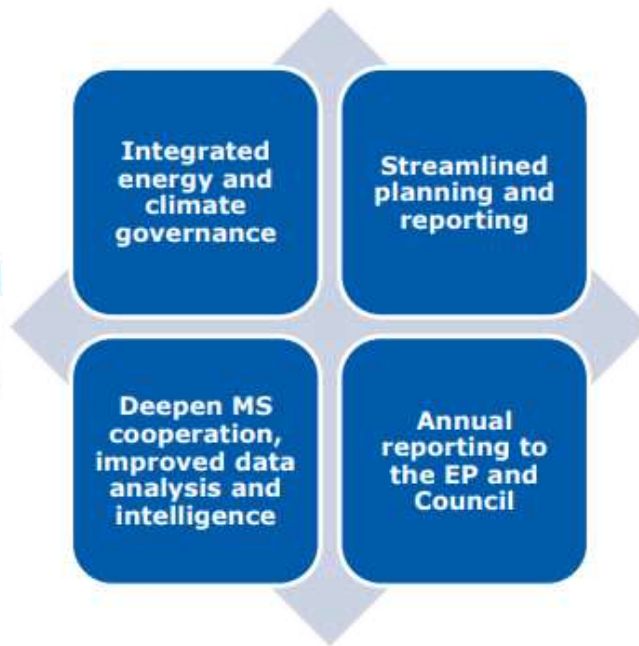 Integrated
energy and
climate
governance
Streamlined
planning and
reporting
Deepen MS
cooperation,
improved data
analysis and
intelligence
Annual
reporting to
the EP and
Council